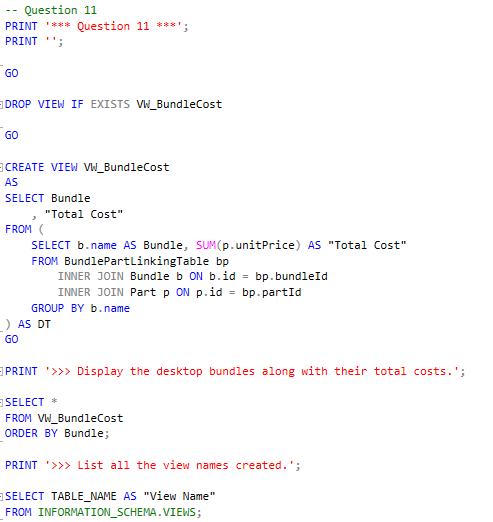 -- Question 11
PRINT '*** Question 11 ***';
PRINT '';
GO
DROP VIEW IF EXISTS VW_BundleCost
GO
CREATE VIEW VW_BundleCost
AS
SELECT Bundle
    , "Total Cost"
FROM (
    SELECT b.name AS Bundle, SUM(p.unitPrice) AS "Total Cost"
    FROM BundlePartLinkingTable bp
        INNER JOIN Bundle b ON b.id = bp.bundleId
        INNER JOIN Part p ON p.id = bp.partId
    GROUP BY b.name
) AS DT
GO
PRINT '>>> Display the desktop bundles along with their total costs.';
SELECT *
FROM VW_BundleCost
ORDER BY Bundle;
PRINT '>>> List all the view names created.';
SELECT TABLE_NAME AS "View Name"
FROM INFORMATION_SCHEMA.VIEWS;